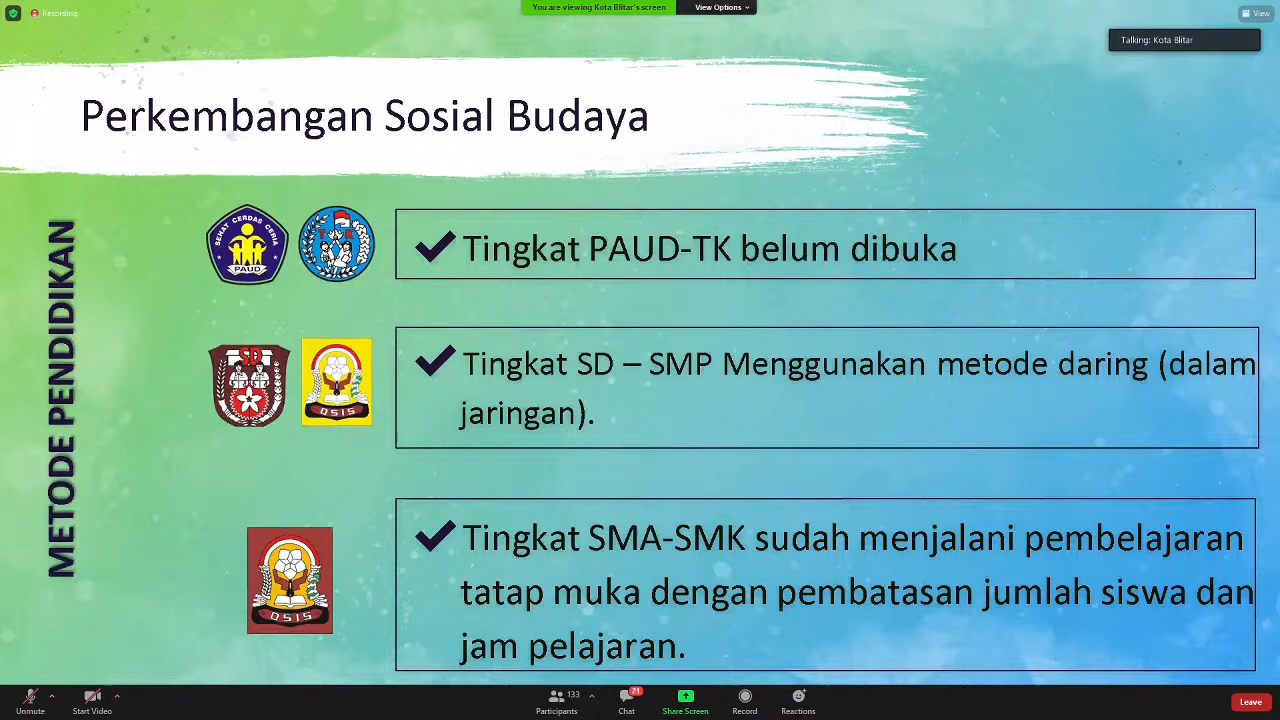 Recording
You are viewing Kota Blitar's screen
View Options
View
Talking: Kota Blitar
Perkembangan Sosial Budaya
METODE PENDIDIKAN
SEHAT CERDAS CERIA
PAUD
Tingkat PAUD-TK belum dibuka
SD
OSIS
Tingkat SD – SMP Menggunakan metode daring (dalam
jaringan).
OSIS
Tingkat SMA-SMK sudah menjalani pembelajaran
tatap muka dengan pembatasan jumlah siswa dan
jam pelajaran.
Unmute
Start Video
133
Participants
21
Chat
Share Screen
Record
Reactions
Leave